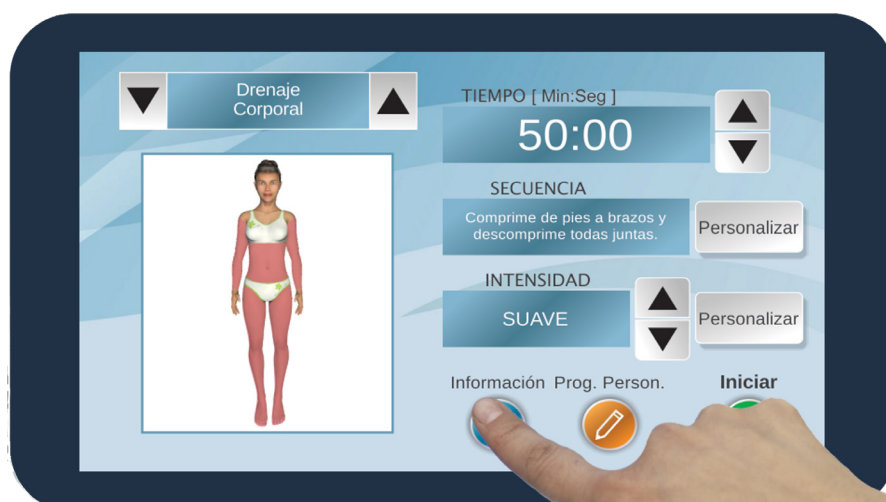 Drenaje
Corporal
TIEMPO [ Min:Seg ]
50:00
SECUENCIA
Comprime de pies a brazos y
descomprime todas juntas.
Personalizar
INTENSIDAD
SUAVE
Personalizar
Información Prog. Person. Iniciar